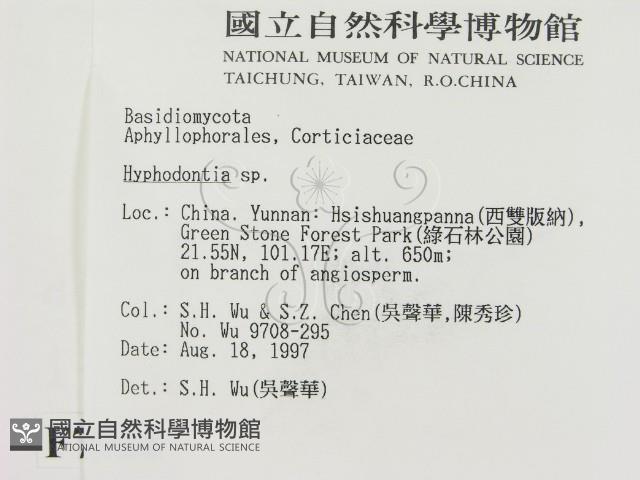 國立自然科學博物館
NATIONAL MUSEUM OF NATURAL SCIENCE
TAICHUNG, TAIWAN, R.O.CHINA
Basidiomycota
Aphyllophorales, Corticiaceae
Hyphodontia sp.
Loc.: China. Yunnan: Hsishuangpanna(西雙版納),
Green Stone Forest Park(綠石林公園)
21.55N, 101.17E; alt. 650m;
on branch of angiosperm.
Col.: S.H. Wu & S.Z. Chen(吳聲華,陳秀珍)
No. Wu 9708-295
Date: Aug. 18, 1997
Det.: S.H. Wu(吳聲華)
國立自然科學博物館
NATIONAL MUSEUM OF NATURAL SCIENCE